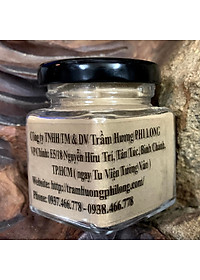 Công ty TNHH TM & DV Trầm Hương PHI LONG
VP Chính: E5/18 Nguyễn Hữu Trí, Tân Túc, Bình Chánh,
TP.HCM ( ngay Tu Viện Tường Vân )
Website: http://tramhuongphilong.com/
Phone: 0937.466.778 - 0938.466.778